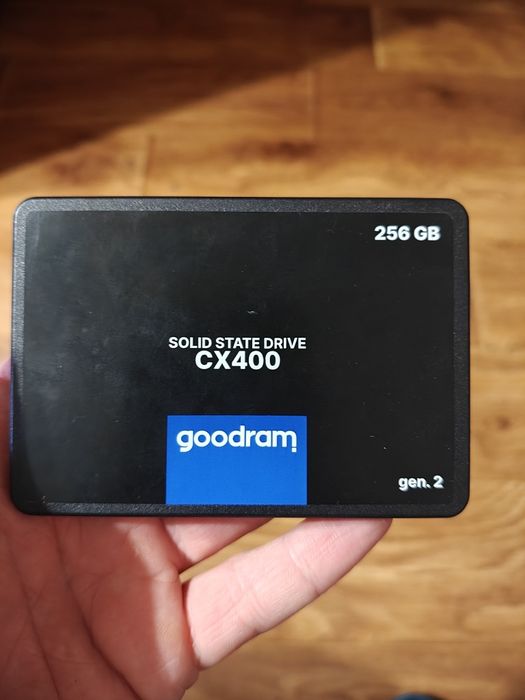 256 GB
SOLID STATE DRIVE
CX400
goodram
gen. 2